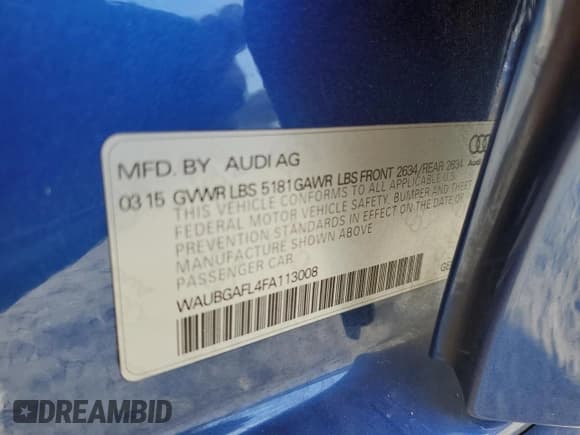 MFD. BY AUDI AG
03 15 GVWR LBS 5181 GAWR LBS FRONT 2634/REAR 2634
THIS VEHICLE CONFORMS TO ALL APPLICABLE
FEDERAL MOTOR VEHICLE SAFETY, BUMPER, AND THEFT
PREVENTION STANDARDS IN EFFECT ON THE DATE OF
MANUFACTURE SHOWN ABOVE
PASSENGER CAR.
WAUBGAFL4FA113008
DREAMBID